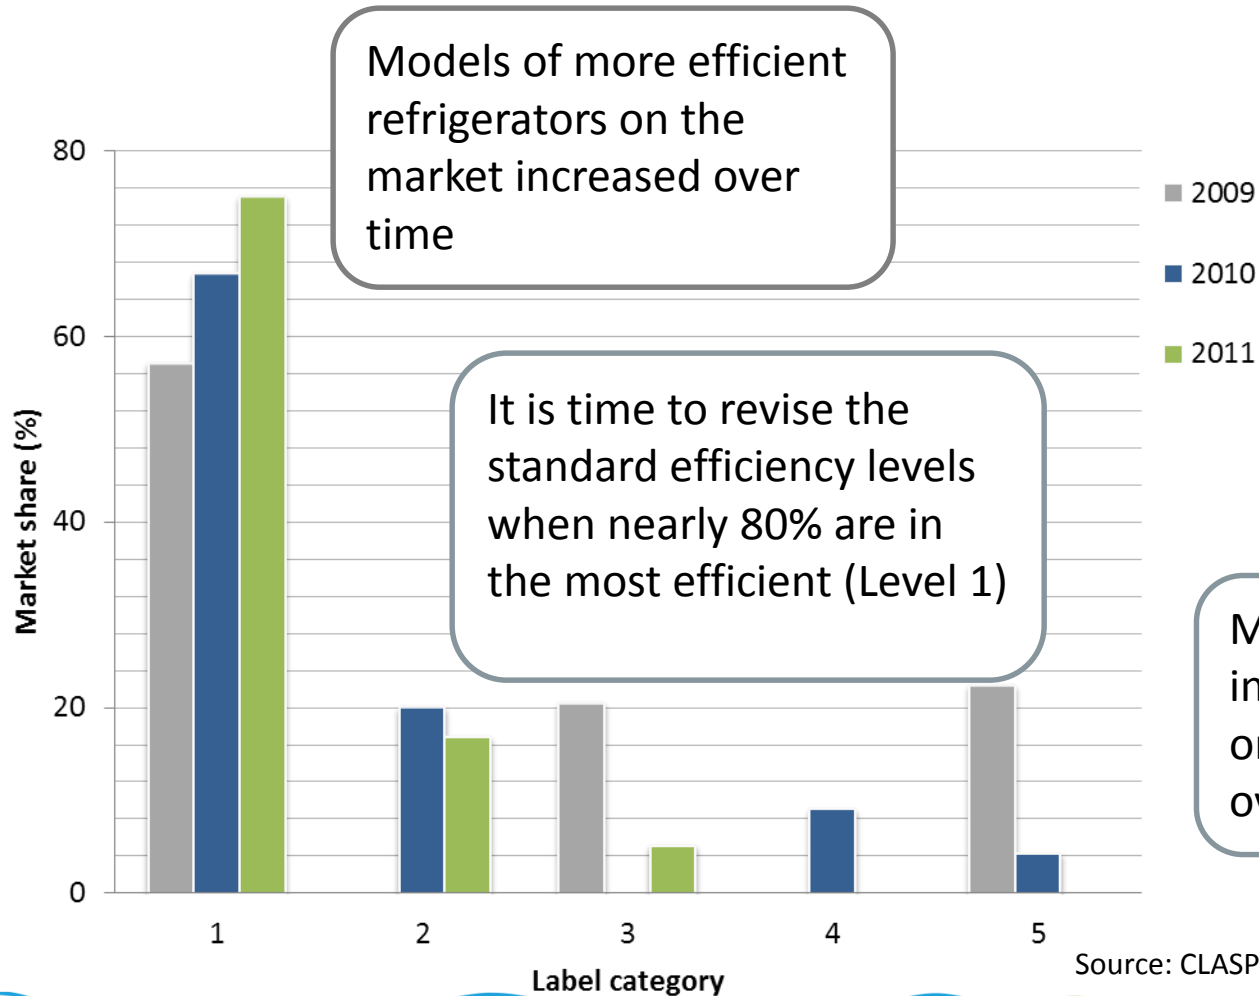 Models of more efficient
refrigerators on the
market increased over
time
80
60
40
20
0
Market share (%)
2009
2010
2011
It is time to revise the
standard efficiency levels
when nearly 80% are in
the most efficient (Level 1)
1
2
3
4
5
Label category
Source: CLASP